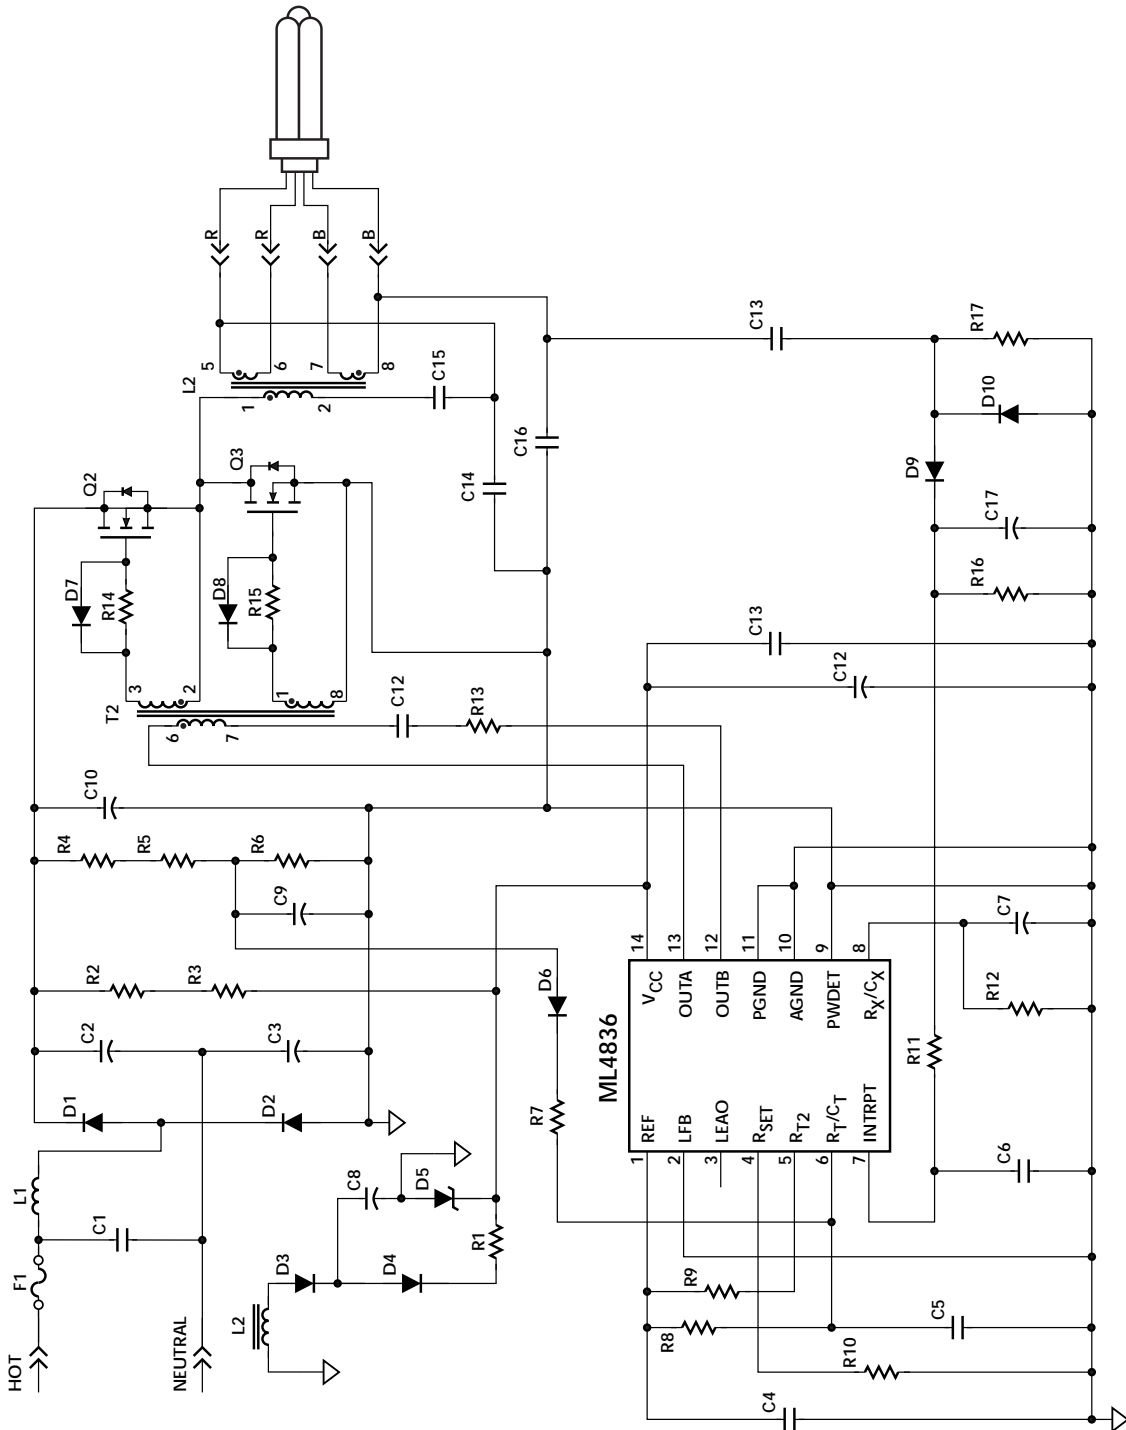 HOT
F1
L1
C1
NEUTRAL
D1
D2
C2
C3
R2
R3
R4
R5
R6
C9
C10
L2
D3
D4
C8
D5
R1
T2
3
2
1
8
6
7
D7
R14
Q2
D8
R15
Q3
C12
R13
L2
1
2
5
6
7
8
R
R
B
B
C15
C14
C16
D6
R7
ML4836
1
2
3
4
5
6
7
REF
LFB
LEAO
RSET
RT2
RT/CT
INTRPT
VCC
OUTA
OUTB
PGND
AGND
PWDET
RX/CX
14
13
12
11
10
9
8
R8
R9
R10
C4
C5
C6
R11
R12
C7
C12
C13
R16
C17
D9
D10
R17
C13